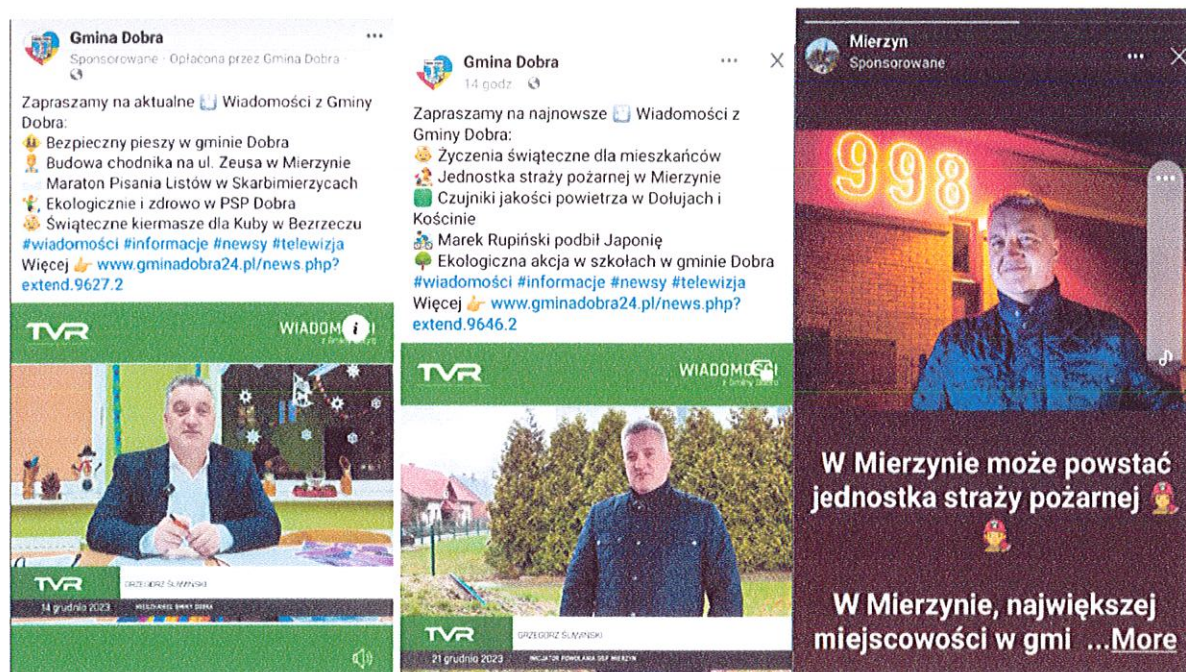 Gmina Dobra
Sponsorowane · Opłacona przez Gmina Dobra ·
Zapraszamy na aktualne Wiadomości z Gminy
Dobra:
Bezpieczny pieszy w gminie Dobra
Budowa chodnika na ul. Zeusa w Mierzynie
Maraton Pisania Listów w Skarbimierzycach
Ekologicznie i zdrowo w PSP Dobra
Świąteczne kiermasze dla Kuby w Bezrzeczu
#wiadomości #informacje #newsy #telewizja
Więcej 👉 www.gminadobra24.pl/news.php?
extend.9627.2
TVR
z Gminy Dobra
TVR
GRZEGORZ ŚLIWIŃSKI
14 grudnia 2023
MIESZKANIEC GMINY DOBRA
Gmina Dobra
14 godz.
Zapraszamy na najnowsze Wiadomości z
Gminy Dobra:
Życzenia świąteczne dla mieszkańców
Jednostka straży pożarnej w Mierzynie
Czujniki jakości powietrza w Dołujach i
Kościnie
Marek Rupiński podbił Japonię
Ekologiczna akcja w szkołach w gminie Dobra
#wiadomości #informacje #newsy #telewizja
Więcej 👉 www.gminadobra24.pl/news.php?
extend.9646.2
TVR
WIADOMOŚCI
z Gminy Dobra
TVR
GRZEGORZ ŚLIWIŃSKI
21 grudnia 2023
INICJATOR POWOŁANIA OSP MIERZYN
Mierzyn
Sponsorowane
998
W Mierzynie może powstać
jednostka straży pożarnej
W Mierzynie, największej
miejscowości w gmi ...More